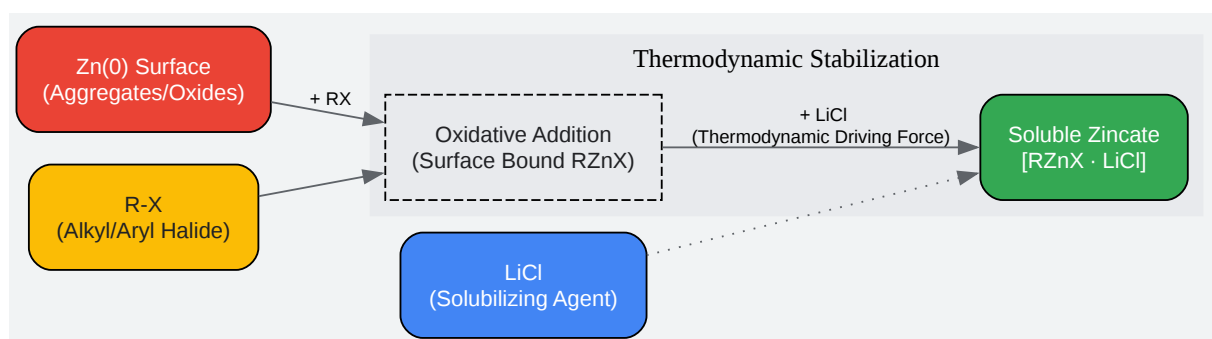 Thermodynamic Stabilization
Zn(0) Surface
(Aggregates/Oxides)
+ RX
Oxidative Addition
(Surface Bound RZnX)
+ LiCl
(Thermodynamic Driving Force)
Soluble Zincate
[RZnX · LiCl]
R-X
(Alkyl/Aryl Halide)
LiCl
(Solubilizing Agent)